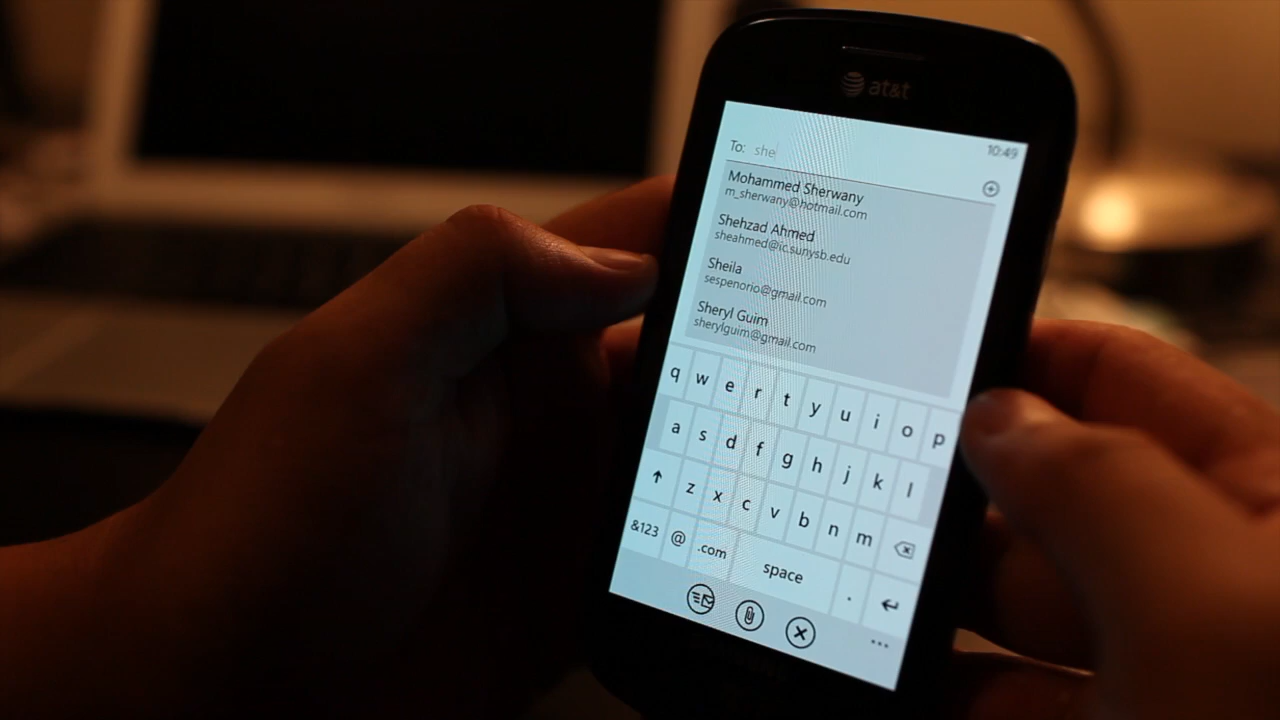 at&t
10:49
To: she
Mohammed Sherwany
m_sherwany@hotmail.com
Shehzad Ahmed
sheahmed@ic.sunysb.edu
Sheila
sespenorio@gmail.com
Sheryl Guim
sherylguim@gmail.com
q w e r t y u i o p
a s d f g h j k l
z x c v b n m
&123 @ .com space .